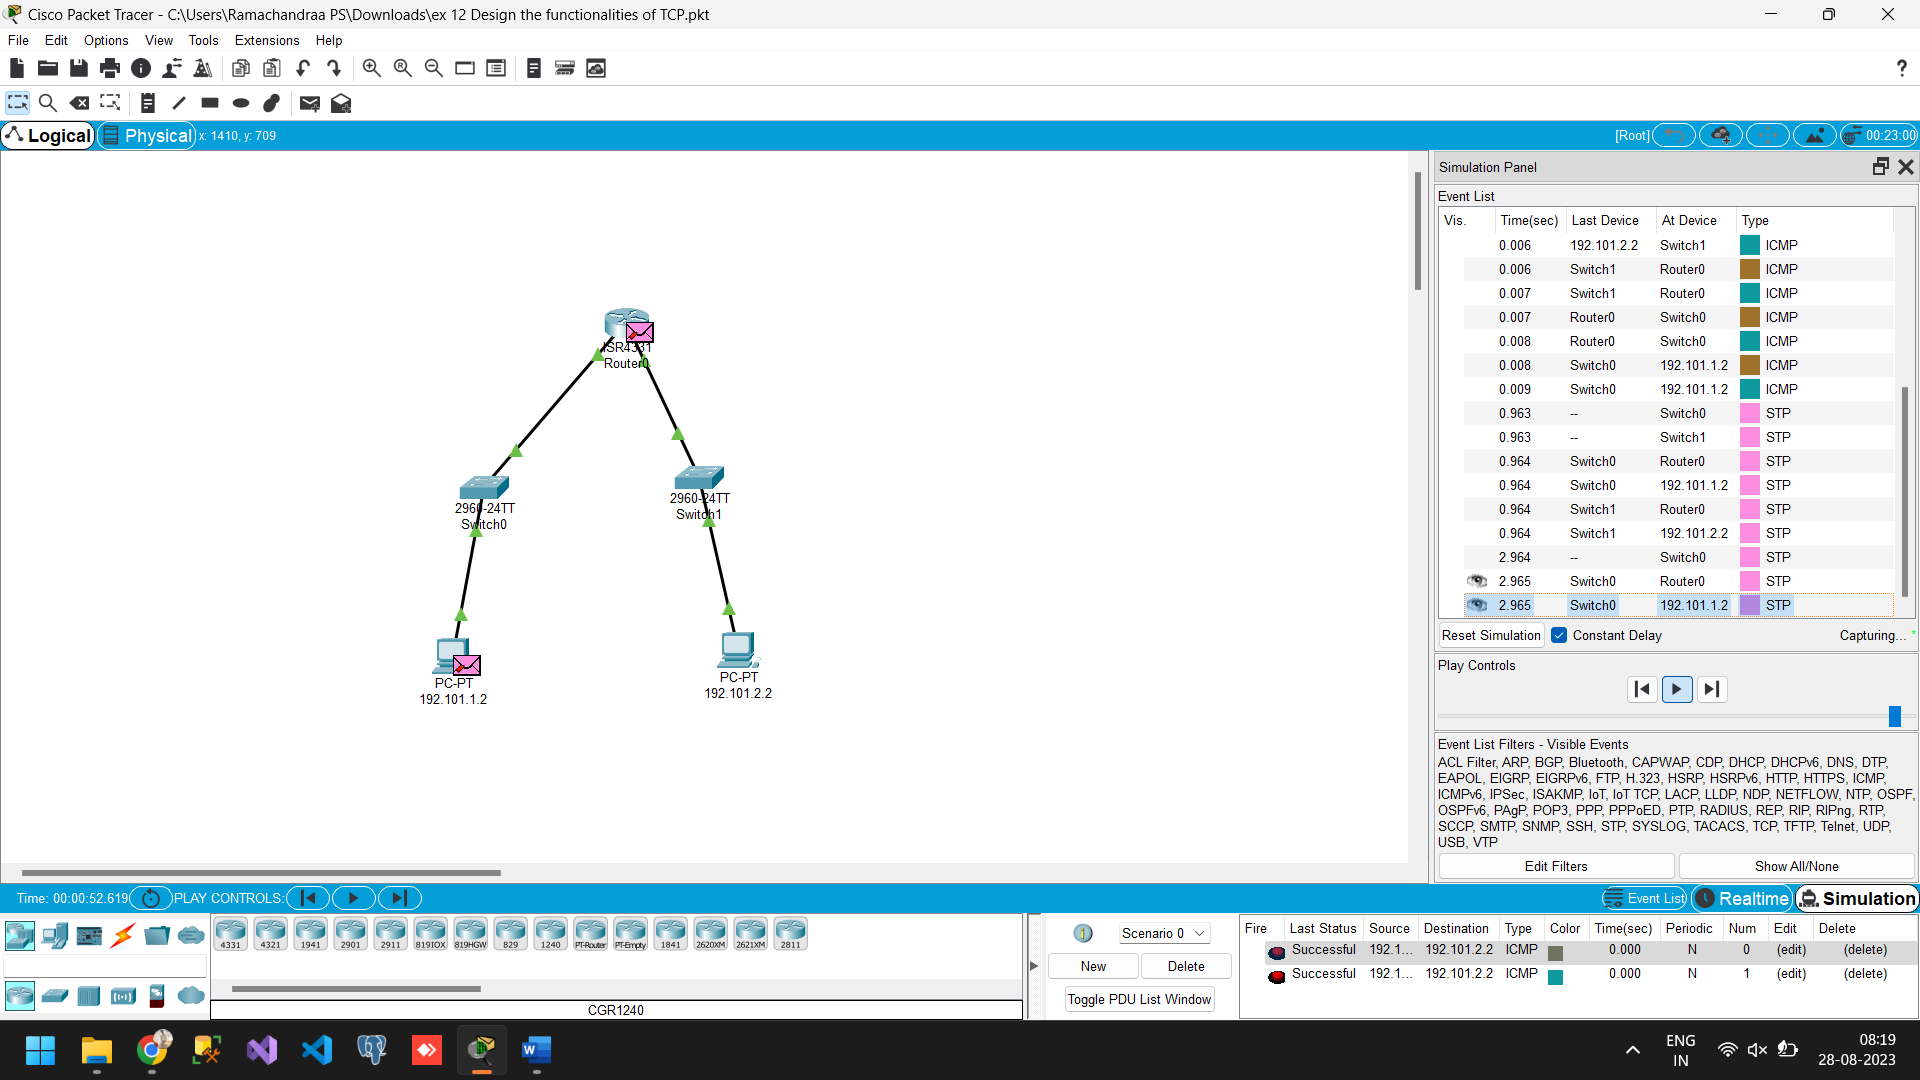 Cisco Packet Tracer - C:\Users\Ramachandraa PS\Downloads\ex 12 Design the functionalities of TCP.pkt
File Edit Options View Tools Extensions Help
?
Logical Physical x: 1410, y: 709 [Root] 00:23:00
ISR4331
Router0
2960-24TT
Switch0
2960-24TT
Switch1
PC-PT
192.101.1.2
PC-PT
192.101.2.2
Simulation Panel
Event List
Vis. Time(sec) Last Device At Device Type
0.006 192.101.2.2 Switch1 ICMP
0.006 Switch1 Router0 ICMP
0.007 Switch1 Router0 ICMP
0.007 Router0 Switch0 ICMP
0.008 Router0 Switch0 ICMP
0.008 Switch0 192.101.1.2 ICMP
0.009 Switch0 192.101.1.2 ICMP
0.963 -- Switch0 STP
0.963 -- Switch1 STP
0.964 Switch0 Router0 STP
0.964 Switch0 192.101.1.2 STP
0.964 Switch1 Router0 STP
0.964 Switch1 192.101.2.2 STP
2.964 -- Switch0 STP
2.965 Switch0 Router0 STP
2.965 Switch0 192.101.1.2 STP
Reset Simulation Constant Delay Capturing... *
Play Controls
Event List Filters - Visible Events
ACL Filter, ARP, BGP, Bluetooth, CAPWAP, CDP, DHCP, DHCPv6, DNS, DTP,
EAPOL, EIGRP, EIGRPv6, FTP, H.323, HSRP, HSRPv6, HTTP, HTTPS, ICMP,
ICMPv6, IPSec, ISAKMP, IoT, IoT TCP, LACP, LLDP, NDP, NETFLOW, NTP, OSPF,
OSPFv6, PAgP, POP3, PPP, PPPoED, PTP, RADIUS, REP, RIP, RIPng, RTP,
SCCP, SMTP, SNMP, SSH, STP, SYSLOG, TACACS, TCP, TFTP, Telnet, UDP,
USB, VTP
Edit Filters Show All/None
Time: 00:00:52.619 PLAY CONTROLS: Event List Realtime Simulation
4331 4321 1941 2901 2911 819IOX 819HGW 829 1240 PT-Router PT-Empty 1841 2620XM 2621XM 2811
CGR1240
1 Scenario 0
New Delete
Toggle PDU List Window
Fire Last Status Source Destination Type Color Time(sec) Periodic Num Edit Delete
Successful 192.1... 192.101.2.2 ICMP 0.000 N 0 (edit) (delete)
Successful 192.1... 192.101.2.2 ICMP 0.000 N 1 (edit) (delete)
ENG
IN
08:19
28-08-2023